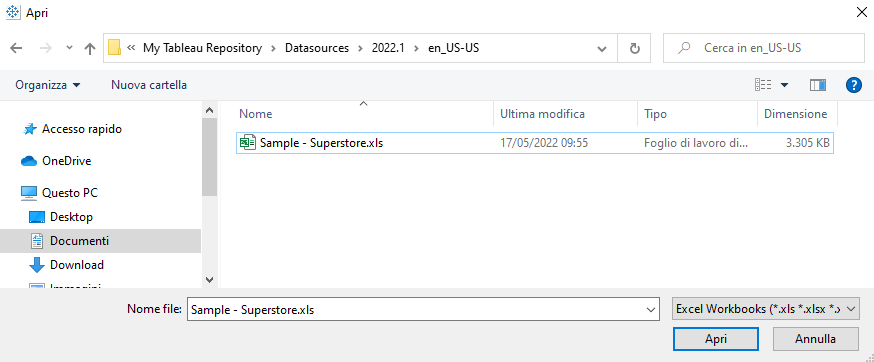 Apri
« My Tableau Repository > Datasources > 2022.1 > en_US-US
Cerca in en_US-US
Organizza
Nuova cartella
Nome Ultima modifica Tipo Dimensione
Sample - Superstore.xls 17/05/2022 09:55 Foglio di lavoro di... 3.305 KB
Accesso rapido
OneDrive
Questo PC
Desktop
Documenti
Download
Immagini
Nome file: Sample - Superstore.xls
Excel Workbooks (*.xls *.xlsx *.x
Apri Annulla